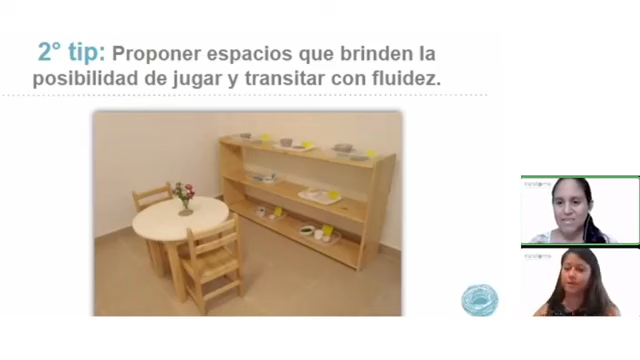 2° tip: Proponer espacios que brinden la
posibilidad de jugar y transitar con fluidez.